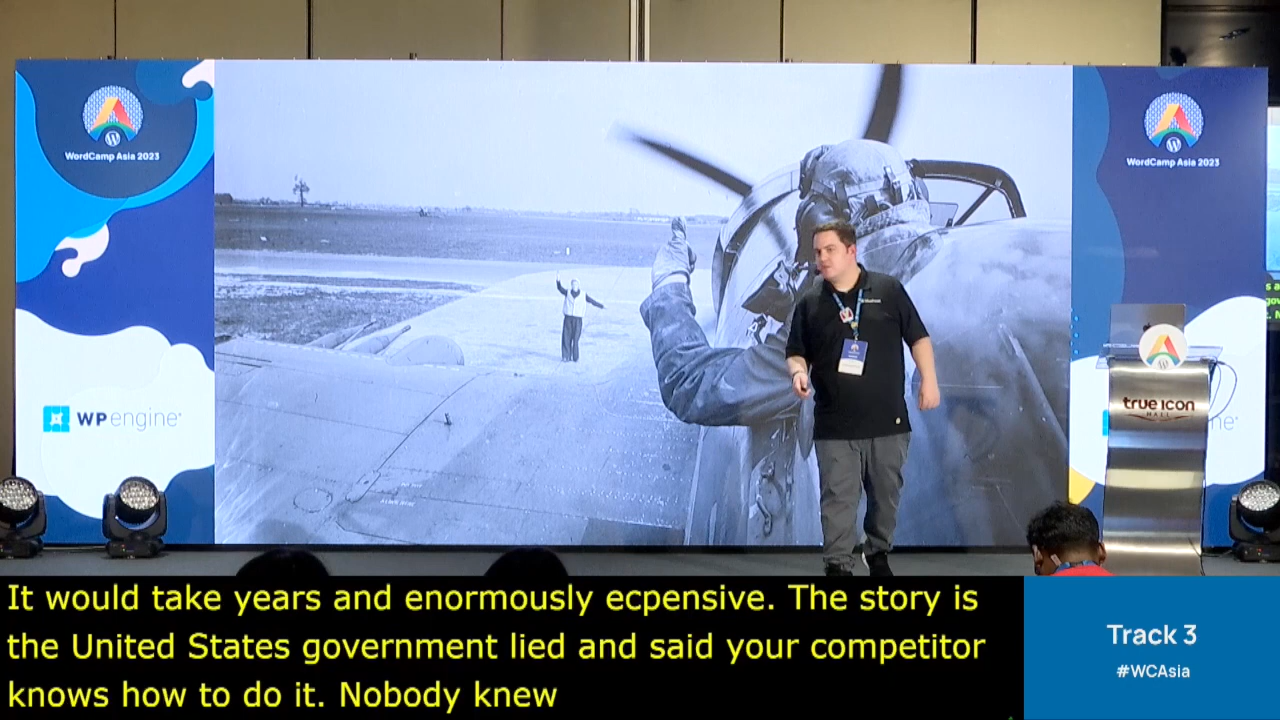 WordCamp Asia 2023
WordCamp Asia 2023
WP engine
true icon
HALL
It would take years and enormously ecpensive. The story is
the United States government lied and said your competitor
knows how to do it. Nobody knew
Track 3
#WCAsia